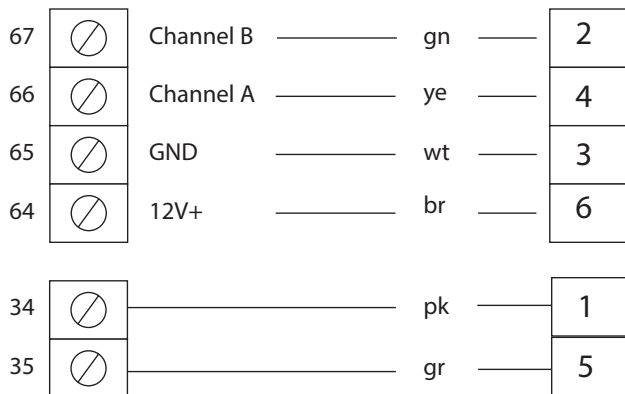 67 Channel B gn 2
66 Channel A ye 4
65 GND wt 3
64 12V+ br 6
34 pk 1
35 gr 5